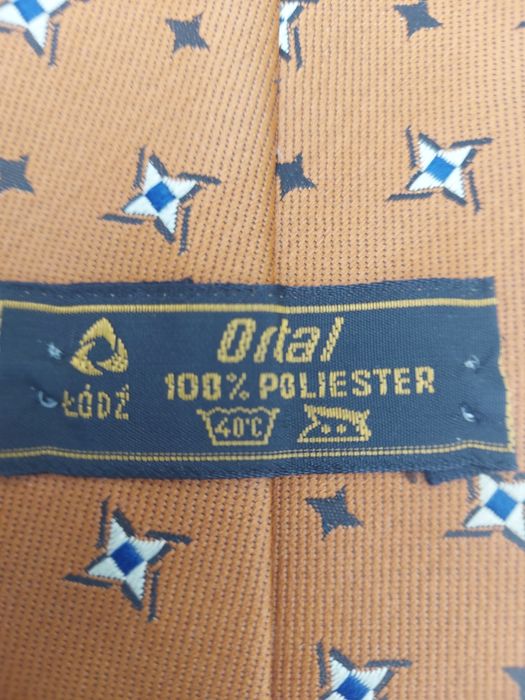 Ortal
100% POLIESTER
ŁÓDŹ
40°C